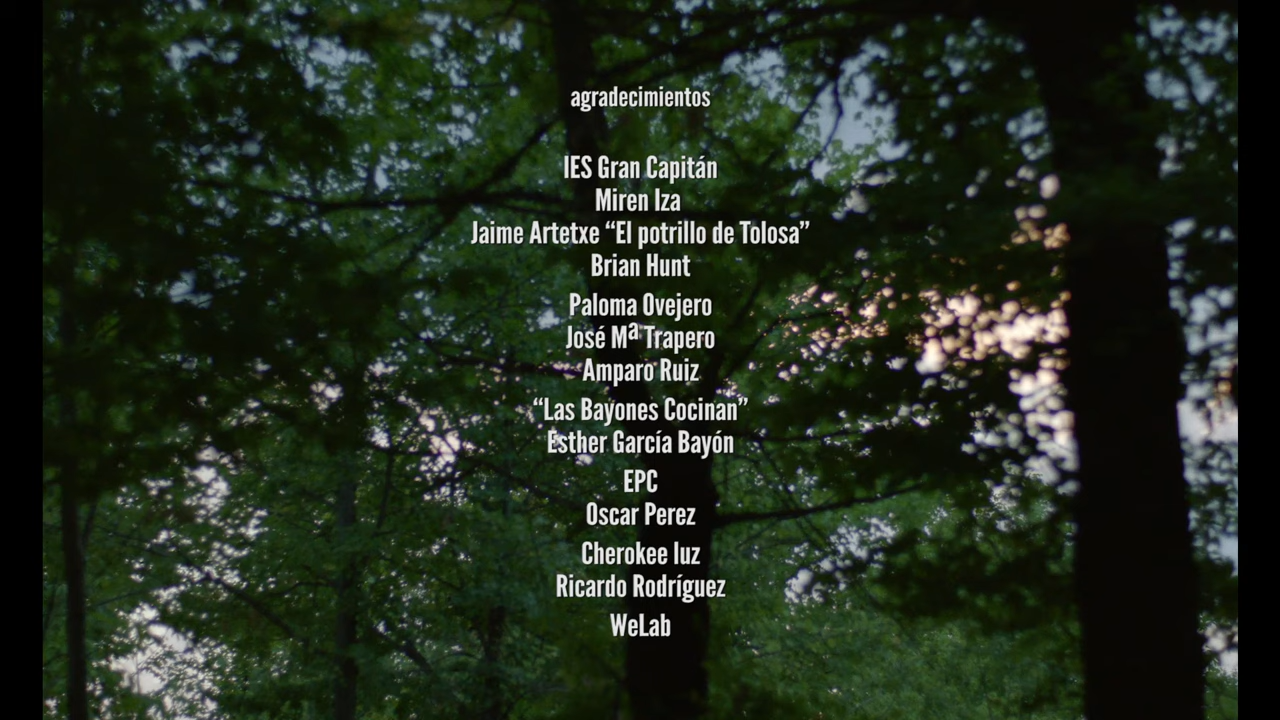 agradecimientos
IES Gran Capitán
Miren Iza
Jaime Artetxe “El potrillo de Tolosa”
Brian Hunt
Paloma Ovejero
José Mª Trapero
Amparo Ruiz
“Las Bayones Cocinan”
Esther García Bayón
EPC
Oscar Perez
Cherokee luz
Ricardo Rodríguez
WeLab